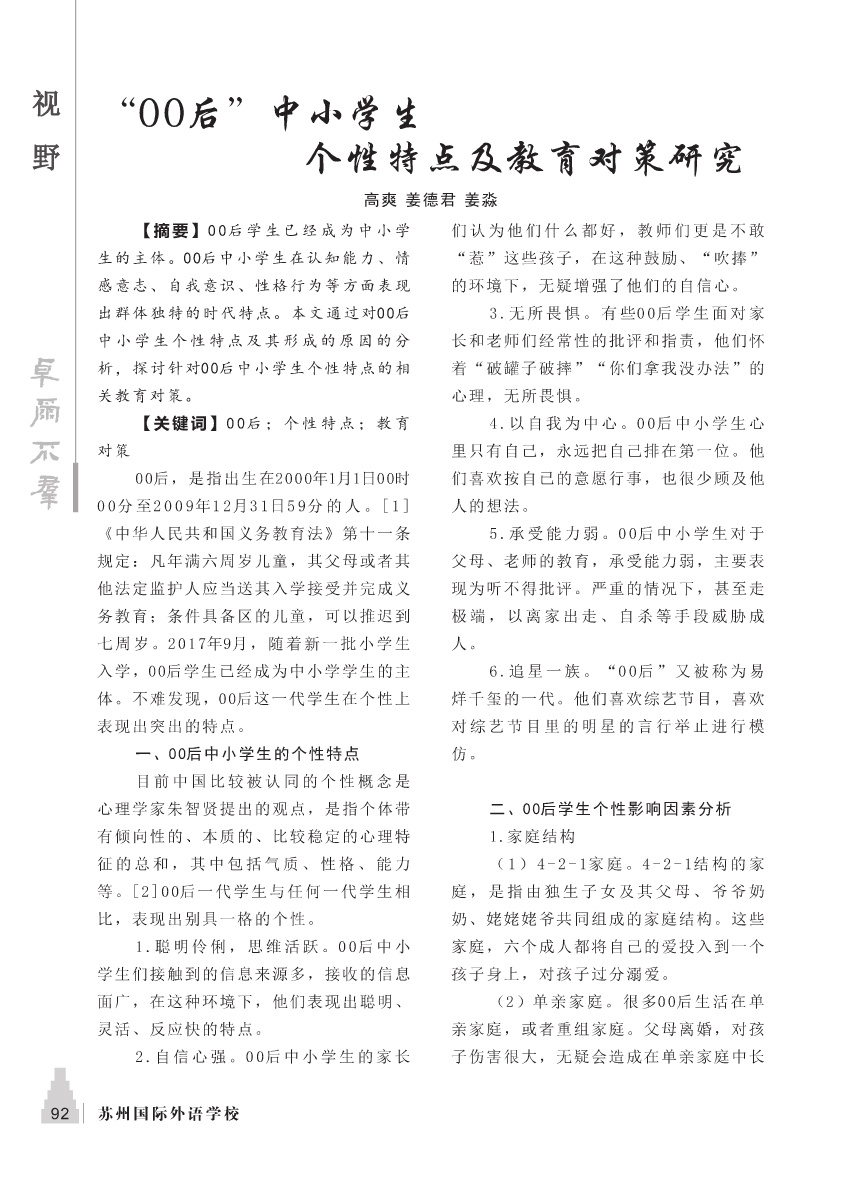 视
野
卓尔不群
“00后”中小学生
个性特点及教育对策研究
高爽 姜德君 姜淼
【摘要】00后学生已经成为中小学
生的主体。00后中小学生在认知能力、情
感意志、自我意识、性格行为等方面表现
出群体独特的时代特点。本文通过对00后
中小学生个性特点及其形成的原因的分
析，探讨针对00后中小学生个性特点的相
关教育对策。
【关键词】00后；个性特点；教育
对策
00后，是指出生在2000年1月1日00时
00分至2009年12月31日59分的人。[1]
《中华人民共和国义务教育法》第十一条
规定：凡年满六周岁儿童，其父母或者其
他法定监护人应当送其入学接受并完成义
务教育；条件具备区的儿童，可以推迟到
七周岁。2017年9月，随着新一批小学生
入学，00后学生已经成为中小学学生的主
体。不难发现，00后这一代学生在个性上
表现出突出的特点。
一、00后中小学生的个性特点
目前中国比较被认同的个性概念是
心理学家朱智贤提出的观点，是指个体带
有倾向性的、本质的、比较稳定的心理特
征的总和，其中包括气质、性格、能力
等。[2]00后一代学生与任何一代学生相
比，表现出别具一格的个性。
1.聪明伶俐，思维活跃。00后中小
学生们接触到的信息来源多，接收的信息
面广，在这种环境下，他们表现出聪明、
灵活、反应快的特点。
2.自信心强。00后中小学生的家长
们认为他们什么都好，教师们更是不敢
“惹”这些孩子，在这种鼓励、“吹捧”
的环境下，无疑增强了他们的自信心。
3.无所畏惧。有些00后学生面对家
长和老师们经常性的批评和指责，他们怀
着“破罐子破摔”“你们拿我没办法”的
心理，无所畏惧。
4.以自我为中心。00后中小学生心
里只有自己，永远把自己排在第一位。他
们喜欢按自已的意愿行事，也很少顾及他
人的想法。
5.承受能力弱。00后中小学生对于
父母、老师的教育，承受能力弱，主要表
现为听不得批评。严重的情况下，甚至走
极端，以离家出走、自杀等手段威胁成
人。
6.追星一族。“00后”又被称为易
烊千玺的一代。他们喜欢综艺节目，喜欢
对综艺节目里的明星的言行举止进行模
仿。
二、00后学生个性影响因素分析
1.家庭结构
（1）4-2-1家庭。4-2-1结构的家
庭，是指由独生子女及其父母、爷爷奶
奶、姥姥姥爷共同组成的家庭结构。这些
家庭，六个成人都将自己的爱投入到一个
孩子身上，对孩子过分溺爱。
（2）单亲家庭。很多00后生活在单
亲家庭，或者重组家庭。父母离婚，对孩
子伤害很大，无疑会造成在单亲家庭中长
92 苏州国际外语学校